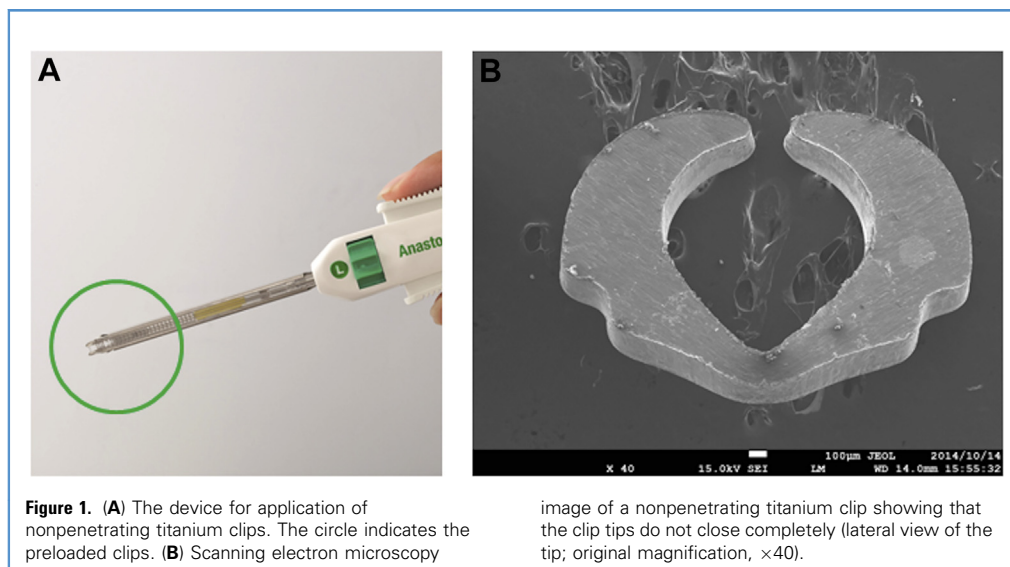 A
L
Anasto
B
100μm JEOL 2014/10/14
X 40 15.0kV SEI LM WD 14.0mm 15:55:32
Figure 1. (A) The device for application of
nonpenetrating titanium clips. The circle indicates the
preloaded clips. (B) Scanning electron microscopy
image of a nonpenetrating titanium clip showing that
the clip tips do not close completely (lateral view of the
tip; original magnification, ×40).